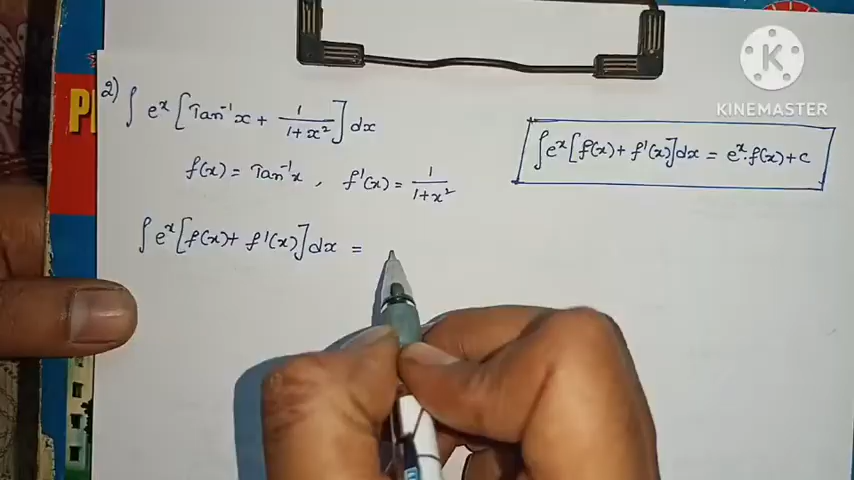 KINEMASTER
2) ∫ eˣ [Tan⁻¹x + 1/(1+x²)] dx
∫eˣ[f(x)+f'(x)]dx = eˣ.f(x)+c
f(x) = Tan⁻¹x , f'(x) = 1/(1+x²)
∫ eˣ[f(x)+ f'(x)]dx =